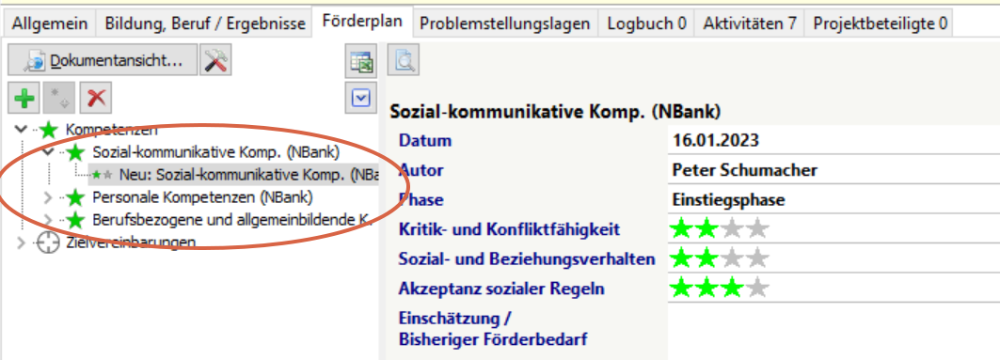 Allgemein Bildung, Beruf / Ergebnisse Förderplan Problemstellungslagen Logbuch 0 Aktivitäten 7 Projektbeteiligte 0
Dokumentansicht...
Kompetenzen
Sozial-kommunikative Komp. (NBank)
Neu: Sozial-kommunikative Komp. (NBa
Personale Kompetenzen (NBank)
Berufsbezogene und allgemeinbildende K.
Zielvereinbarungen
Sozial-kommunikative Komp. (NBank)
Datum 16.01.2023
Autor Peter Schumacher
Phase Einstiegsphase
Kritik- und Konfliktfähigkeit
Sozial- und Beziehungsverhalten
Akzeptanz sozialer Regeln
Einschätzung /
Bisheriger Förderbedarf